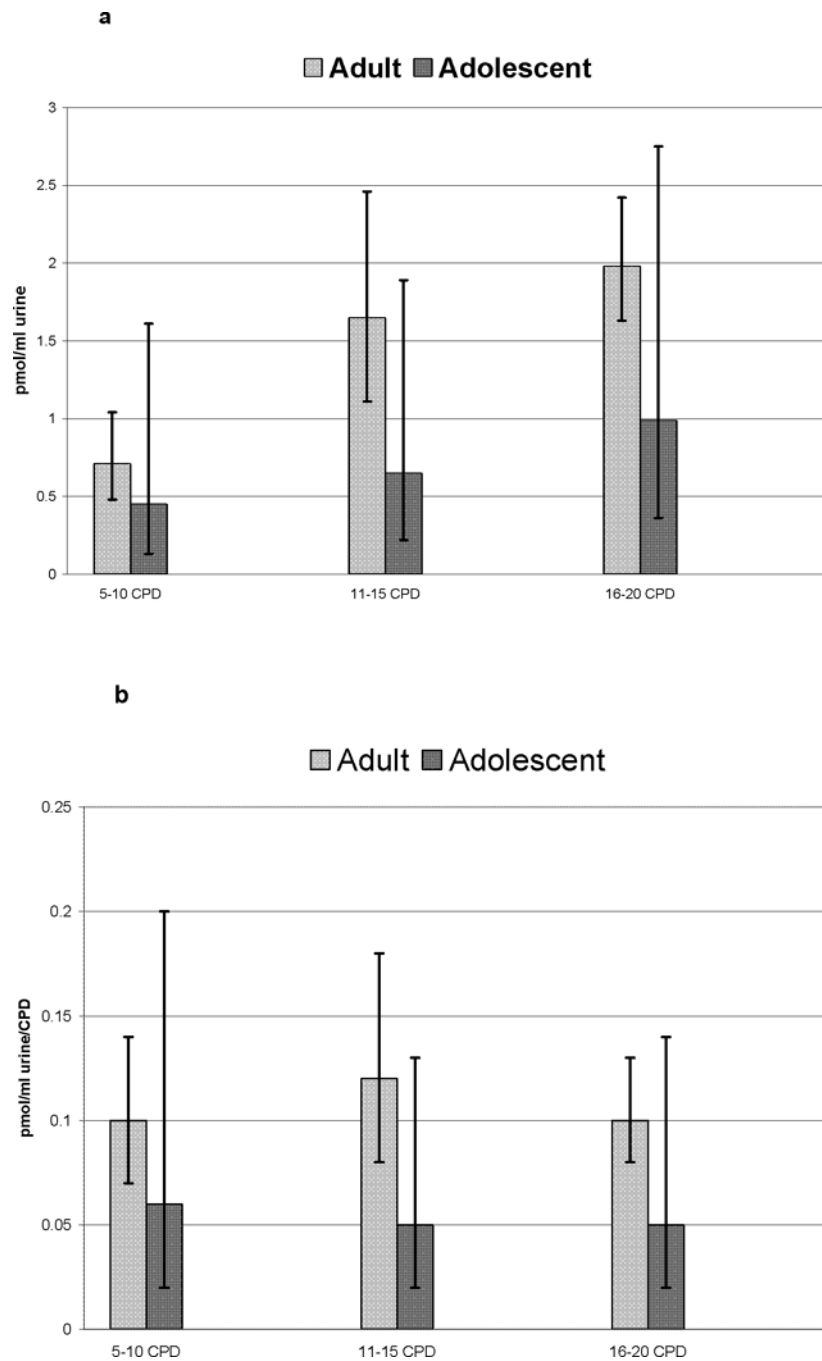 a
Adult Adolescent
3
2.5
2
1.5
1
0.5
0
pmol/ml urine
5-10 CPD 11-15 CPD 16-20 CPD
b
Adult Adolescent
0.25
0.2
0.15
0.1
0.05
0
pmol/ml urine/CPD
5-10 CPD 11-15 CPD 16-20 CPD